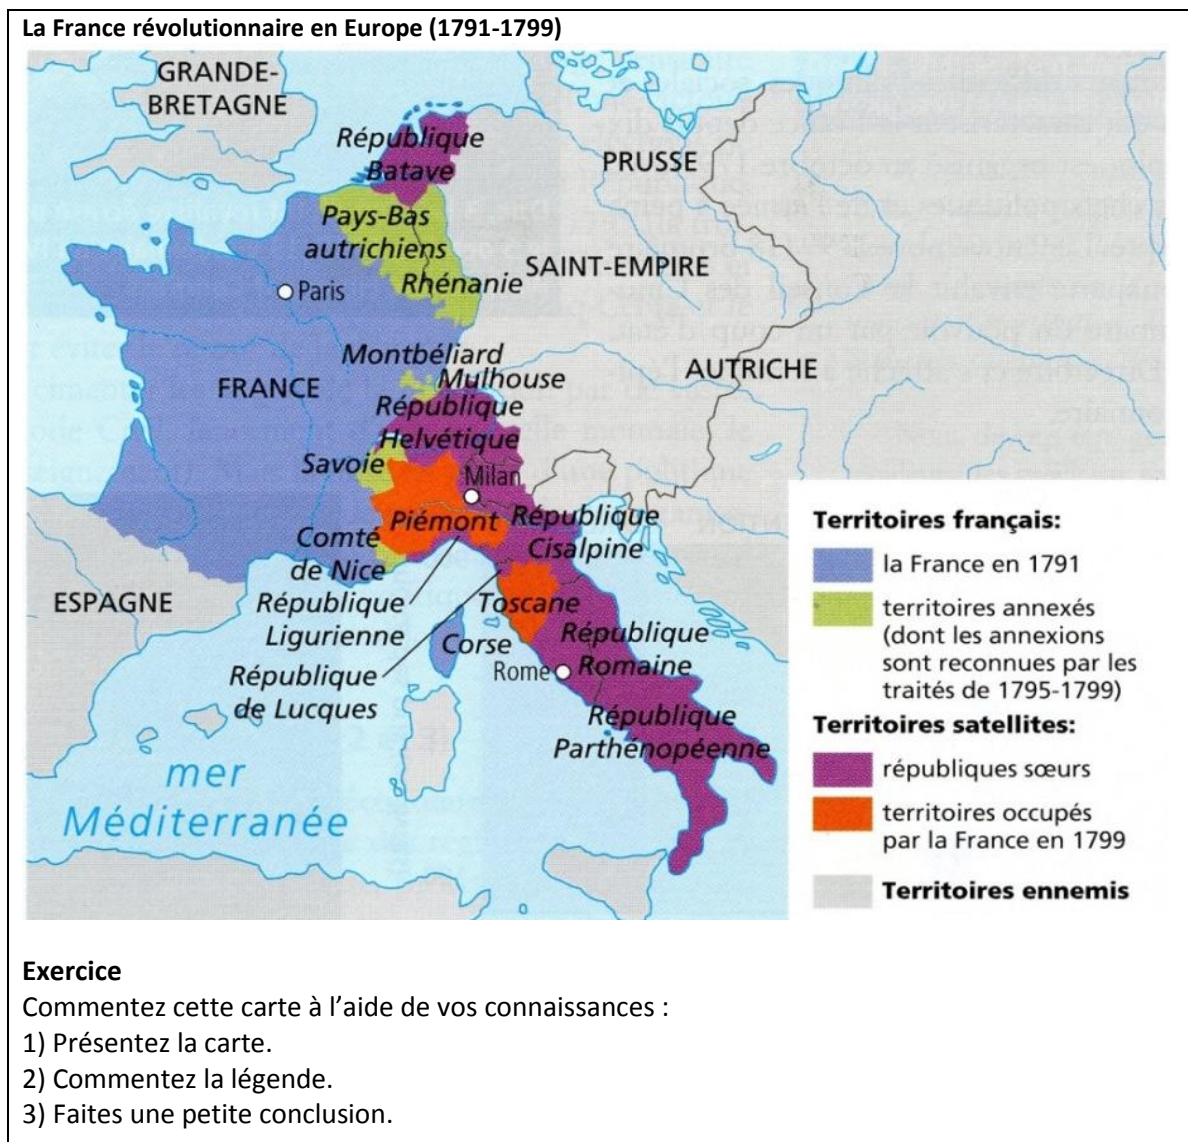 La France révolutionnaire en Europe (1791-1799)
GRANDE-
BRETAGNE
République
Batave
PRUSSE
Pays-Bas
autrichiens
SAINT-EMPIRE
Rhénanie
Paris
Montbéliard
Mulhouse
AUTRICHE
FRANCE
République
Helvétique
Savoie
Milan
Piémont
République
Cisalpine
Comté
de Nice
ESPAGNE
République
Ligurienne
Toscane
Corse
République
Romaine
Rome
République
de Lucques
République
Parthénopéenne
mer
Méditerranée
Territoires français:
la France en 1791
territoires annexés
(dont les annexions
sont reconnues par les
traités de 1795-1799)
Territoires satellites:
républiques sœurs
territoires occupés
par la France en 1799
Territoires ennemis
Exercice
Commentez cette carte à l’aide de vos connaissances :
1) Présentez la carte.
2) Commentez la légende.
3) Faites une petite conclusion.